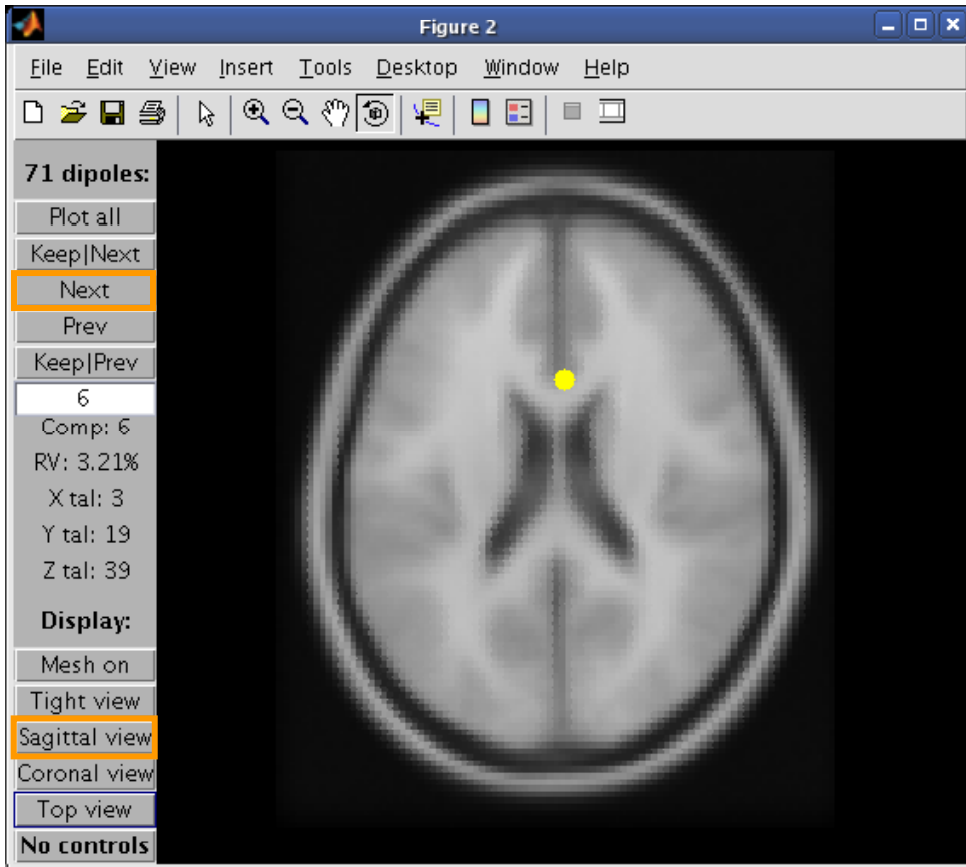 Figure 2
File Edit View Insert Tools Desktop Window Help
71 dipoles:
Plot all
Keep|Next
Next
Prev
Keep|Prev
6
Comp: 6
RV: 3.21%
X tal: 3
Y tal: 19
Z tal: 39
Display:
Mesh on
Tight view
Sagittal view
Coronal view
Top view
No controls